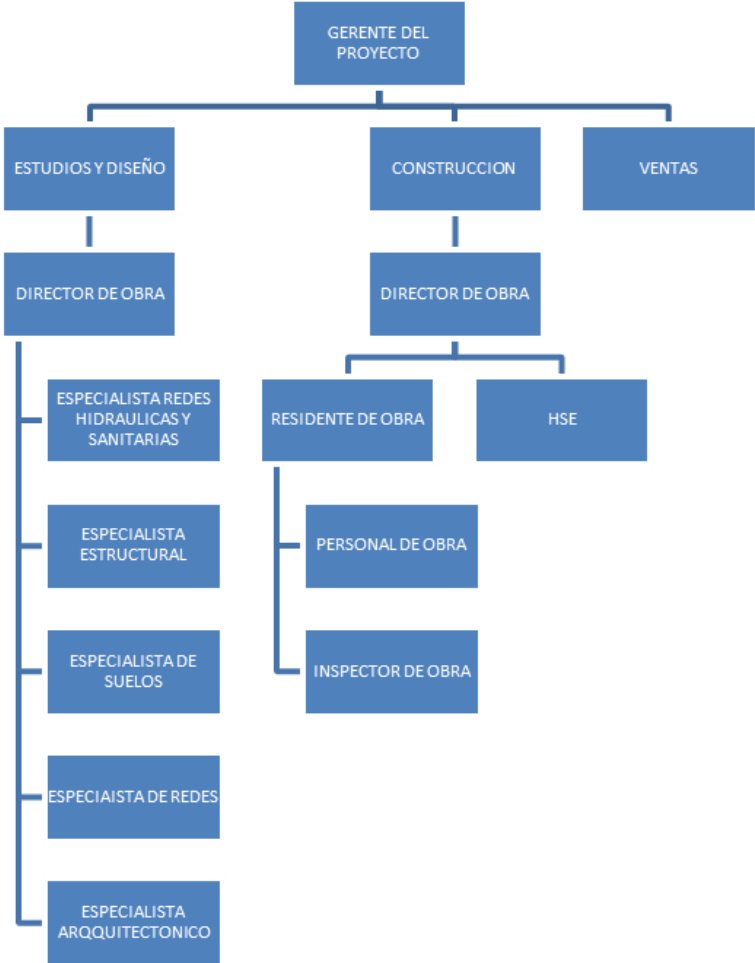 GERENTE DEL
PROYECTO
ESTUDIOS Y DISEÑO
CONSTRUCCION
VENTAS
DIRECTOR DE OBRA
DIRECTOR DE OBRA
ESPECIALISTA REDES
HIDRAULICAS Y
SANITARIAS
RESIDENTE DE OBRA
HSE
ESPECIALISTA
ESTRUCTURAL
PERSONAL DE OBRA
ESPECIALISTA DE
SUELOS
INSPECTOR DE OBRA
ESPECIAISTA DE REDES
ESPECIALISTA
ARQQUITECTONICO